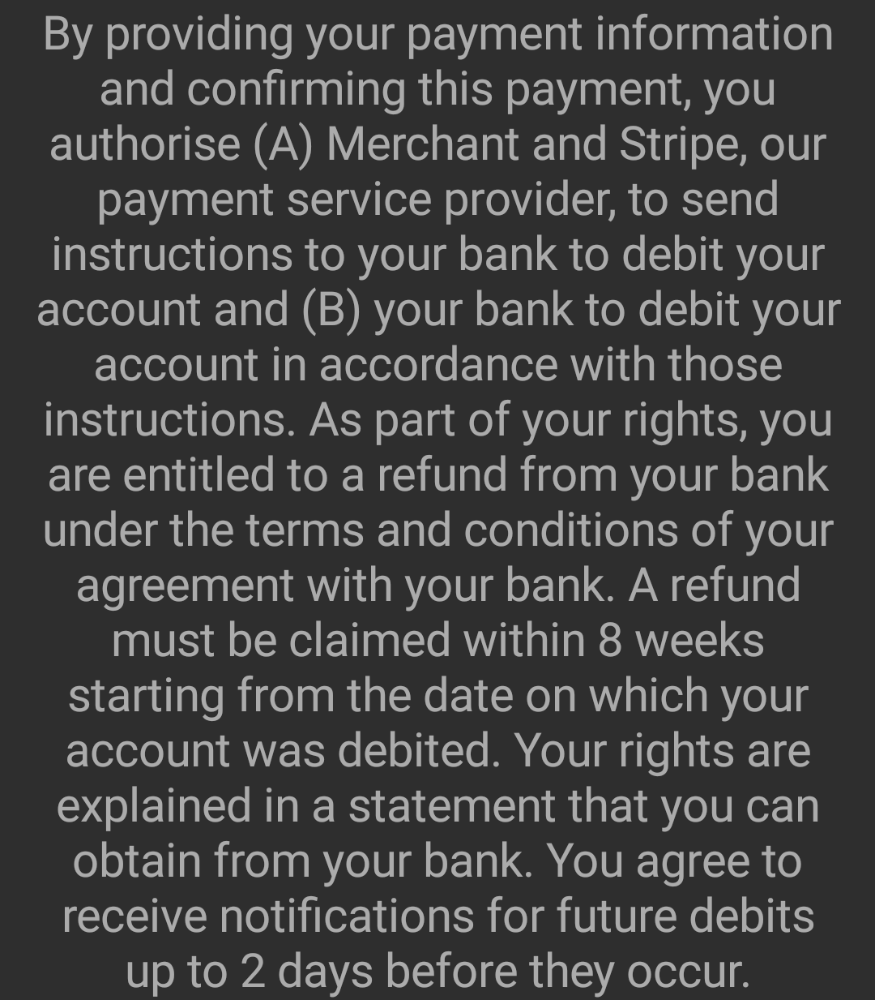 By providing your payment information
and confirming this payment, you
authorise (A) Merchant and Stripe, our
payment service provider, to send
instructions to your bank to debit your
account and (B) your bank to debit your
account in accordance with those
instructions. As part of your rights, you
are entitled to a refund from your bank
under the terms and conditions of your
agreement with your bank. A refund
must be claimed within 8 weeks
starting from the date on which your
account was debited. Your rights are
explained in a statement that you can
obtain from your bank. You agree to
receive notifications for future debits
up to 2 days before they occur.